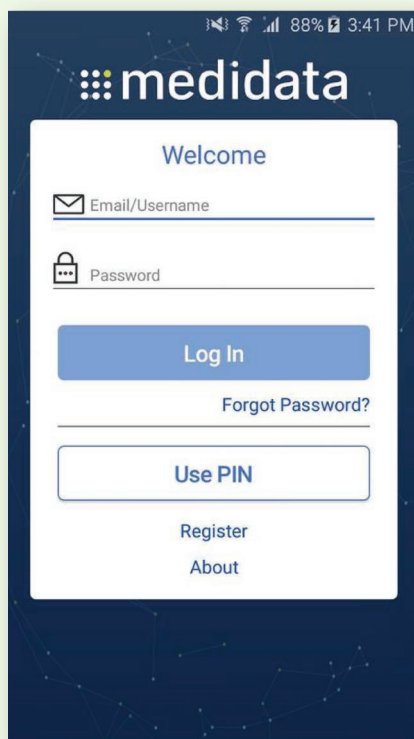 88% 3:41 PM
medidata
Welcome
Email/Username
Password
Log In
Forgot Password?
Use PIN
Register
About